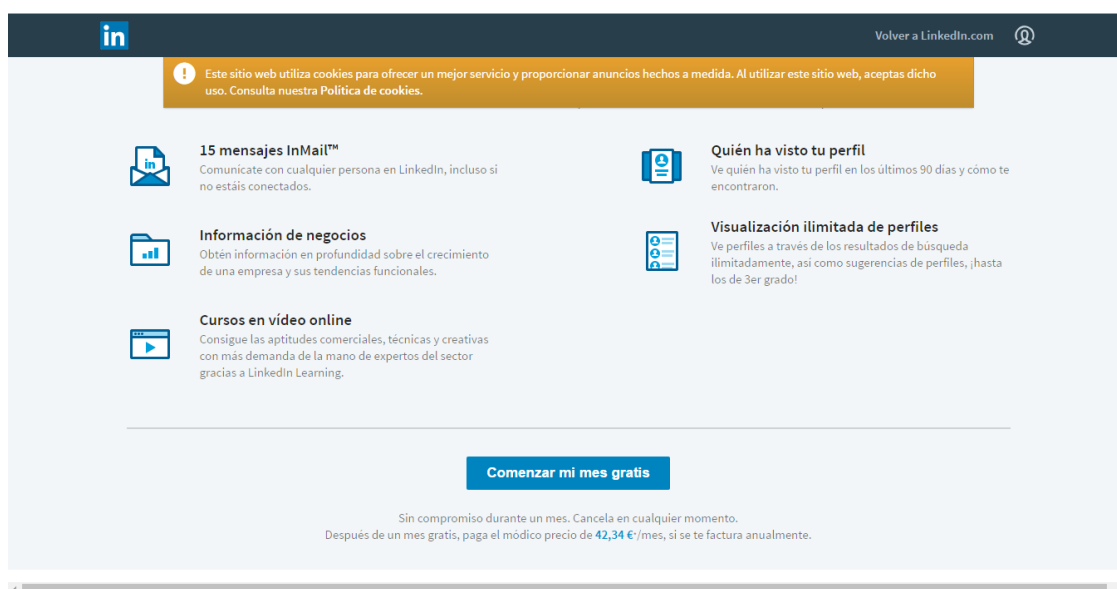 in
Volver a LinkedIn.com
Este sitio web utiliza cookies para ofrecer un mejor servicio y proporcionar anuncios hechos a medida. Al utilizar este sitio web, aceptas dicho
uso. Consulta nuestra Política de cookies.
15 mensajes InMail™
Comunícate con cualquier persona en LinkedIn, incluso si
no estáis conectados.
Quién ha visto tu perfil
Ve quién ha visto tu perfil en los últimos 90 días y cómo te
encontraron.
Información de negocios
Obtén información en profundidad sobre el crecimiento
de una empresa y sus tendencias funcionales.
Visualización ilimitada de perfiles
Ve perfiles a través de los resultados de búsqueda
ilimitadamente, así como sugerencias de perfiles, ¡hasta
los de 3er grado!
Cursos en vídeo online
Consigue las aptitudes comerciales, técnicas y creativas
con más demanda de la mano de expertos del sector
gracias a LinkedIn Learning.
Comenzar mi mes gratis
Sin compromiso durante un mes. Cancela en cualquier momento.
Después de un mes gratis, paga el módico precio de 42,34 €*/mes, si se te factura anualmente.